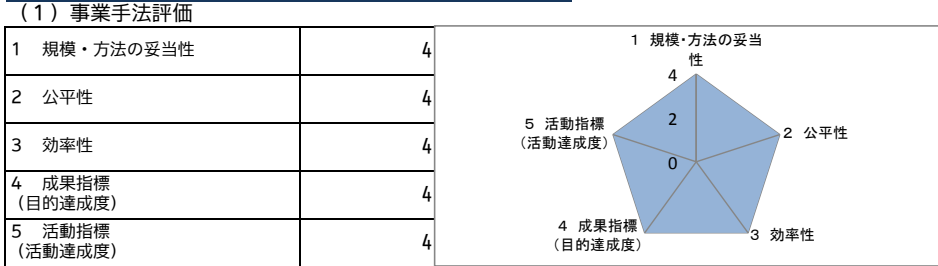 （1）事業手法評価
1　規模・方法の妥当性　4
2　公平性　4
3　効率性　4
4　成果指標
（目的達成度）　4
5　活動指標
（活動達成度）　4
1 規模・方法の妥当
性
4
2
0
2 公平性
3 効率性
4 成果指標
（目的達成度）
5 活動指標
（活動達成度）